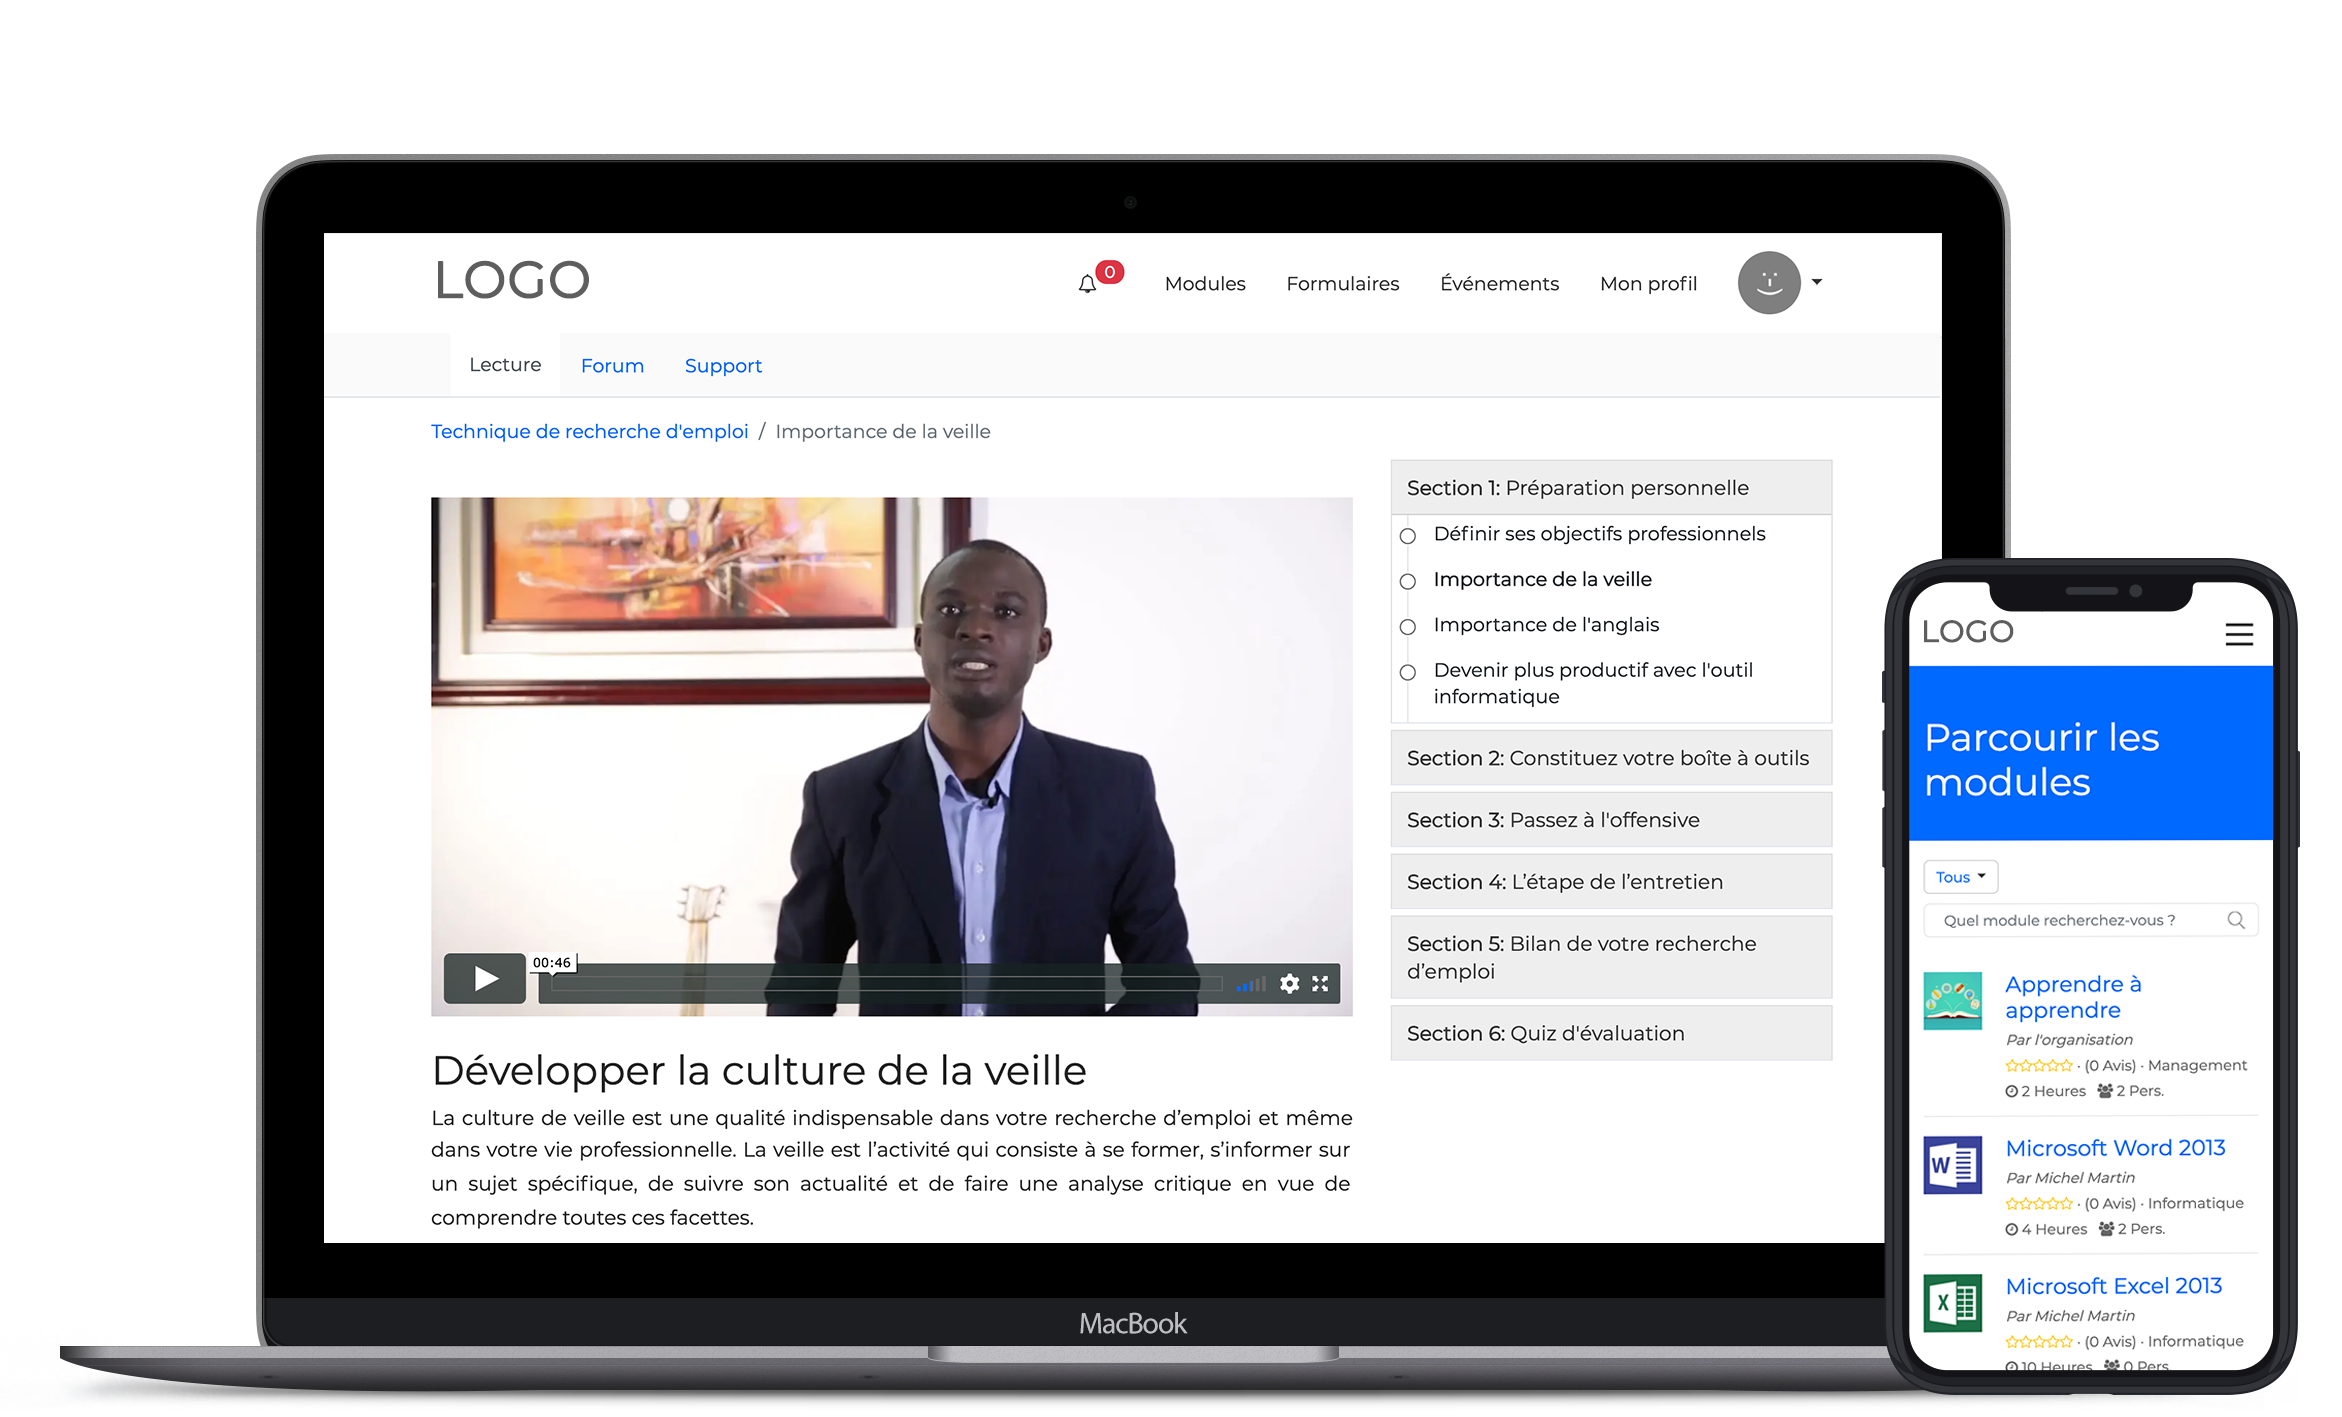 LOGO
0
Modules
Formulaires
Événements
Mon profil
Lecture
Forum
Support
Technique de recherche d'emploi / Importance de la veille
00:46
Développer la culture de la veille
La culture de veille est une qualité indispensable dans votre recherche d’emploi et même
dans votre vie professionnelle. La veille est l’activité qui consiste à se former, s’informer sur
un sujet spécifique, de suivre son actualité et de faire une analyse critique en vue de
comprendre toutes ces facettes.
Section 1: Préparation personnelle
Définir ses objectifs professionnels
Importance de la veille
Importance de l'anglais
Devenir plus productif avec l'outil
informatique
Section 2: Constituez votre boîte à outils
Section 3: Passez à l'offensive
Section 4: L’étape de l’entretien
Section 5: Bilan de votre recherche
d’emploi
Section 6: Quiz d'évaluation
MacBook
LOGO
Parcourir les
modules
Tous
Quel module recherchez-vous ?
Apprendre à
apprendre
Par l'organisation
· (0 Avis) · Management
2 Heures 2 Pers.
W
Microsoft Word 2013
Par Michel Martin
· (0 Avis) · Informatique
4 Heures 2 Pers.
X
Microsoft Excel 2013
Par Michel Martin
· (0 Avis) · Informatique
10 Heures 0 Pers.